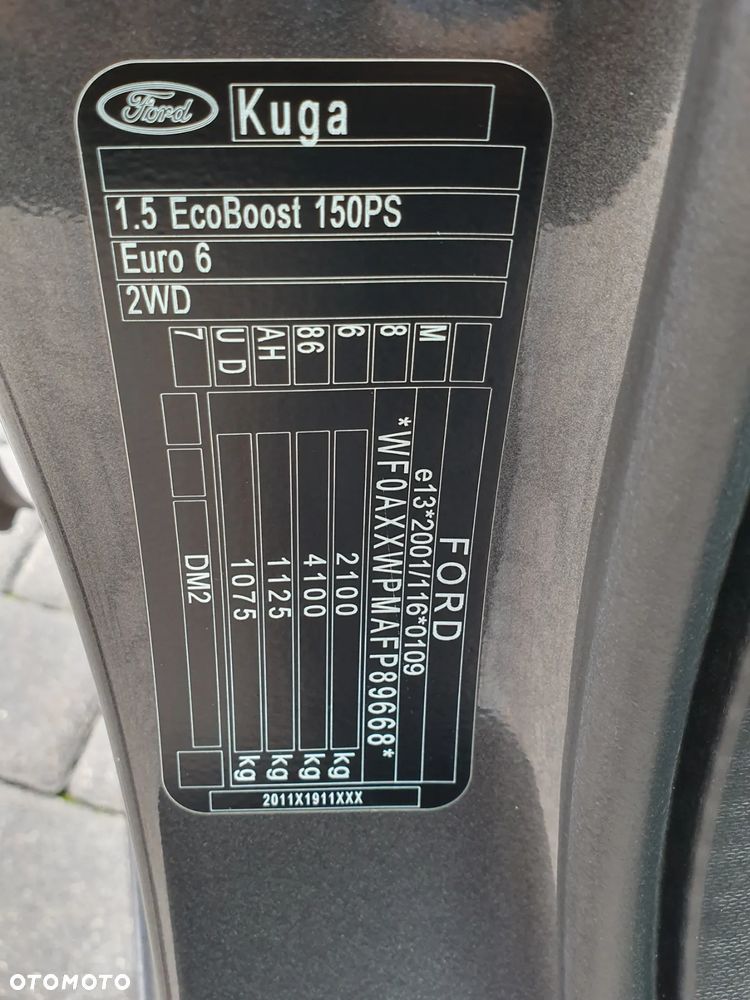 Ford
Kuga
1.5 EcoBoost 150PS
Euro 6
2WD
7
U D
AH
86
6
8
M
FORD
e13*2001/116*0109
*WF0AXXWPMAFP89668*
2100 kg
4100 kg
1125 kg
1075 kg
DM2
2011X1911XXX
OTOMOTO